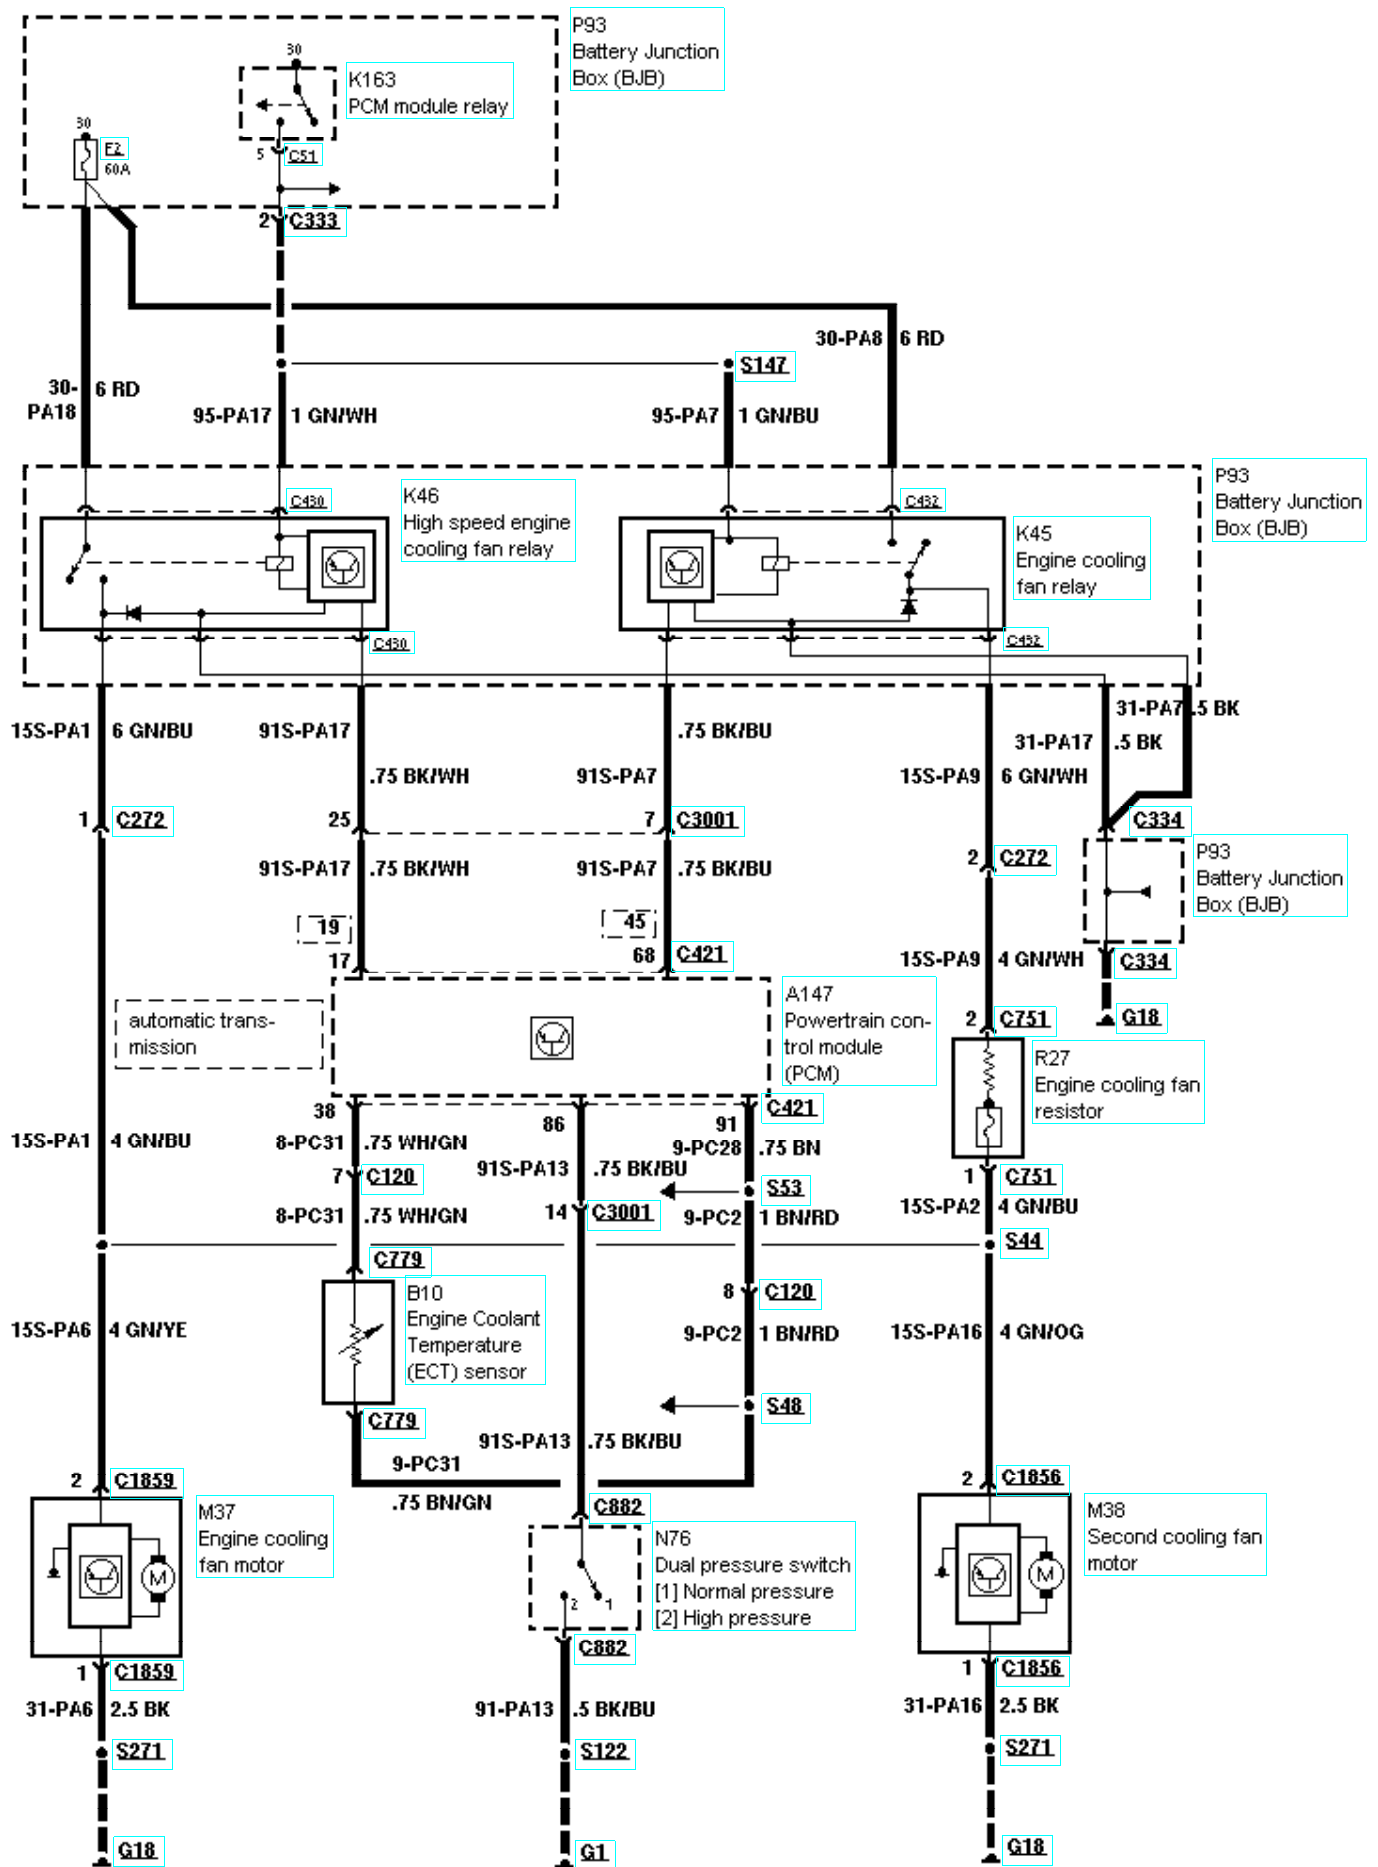 P93
Battery Junction
Box (BJB)
30
K163
PCM module relay
30
F2
60A
5 C51
2 C333
30-PA8 6 RD
S147
30-
PA18
6 RD
95-PA17 1 GN/WH
95-PA7 1 GN/BU
P93
Battery Junction
Box (BJB)
C430
K46
High speed engine
cooling fan relay
C432
K45
Engine cooling
fan relay
C430
C432
15S-PA1 6 GN/BU
91S-PA17
.75 BK/WH
.75 BK/BU
91S-PA7
15S-PA9 6 GN/WH
31-PA7 .5 BK
31-PA17 .5 BK
1 C272
25
7 C3001
C334
91S-PA17 .75 BK/WH
91S-PA7 .75 BK/BU
2 C272
P93
Battery Junction
Box (BJB)
19
45
17
68 C421
15S-PA9 4 GN/WH
C334
G18
automatic trans-
mission
A147
Powertrain con-
trol module
(PCM)
2 C751
R27
Engine cooling fan
resistor
38
86
91
C421
15S-PA1 4 GN/BU
8-PC31 .75 WH/GN
9-PC28 .75 BN
91S-PA13 .75 BK/BU
7 C120
S53
1 C751
15S-PA2 4 GN/BU
8-PC31 .75 WH/GN
14 C3001
9-PC2 1 BN/RD
S44
C779
B10
Engine Coolant
Temperature
(ECT) sensor
8 C120
15S-PA6 4 GN/YE
9-PC2 1 BN/RD
15S-PA16 4 GN/OG
C779
S48
91S-PA13 .75 BK/BU
9-PC31
.75 BN/GN
2 C1859
2 C1856
C882
M37
Engine cooling
fan motor
M
N76
Dual pressure switch
[1] Normal pressure
[2] High pressure
2 1
M38
Second cooling fan
motor
M
C882
1 C1859
1 C1856
31-PA6 2.5 BK
91-PA13 .5 BK/BU
31-PA16 2.5 BK
S271
S122
S271
G18
G1
G18